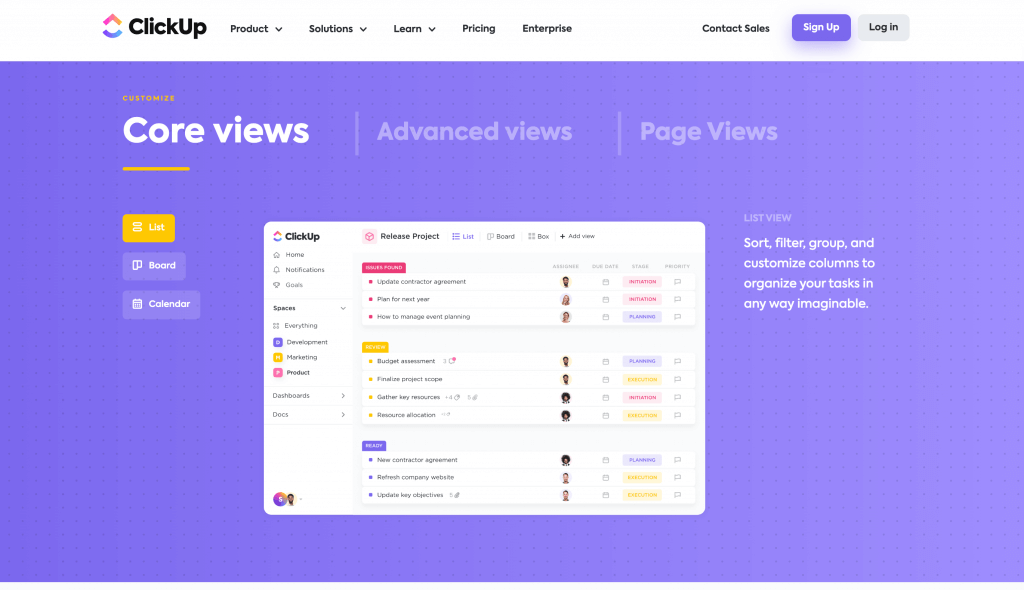 ClickUp
Product
Solutions
Learn
Pricing
Enterprise
Contact Sales
Sign Up
Log in
CUSTOMIZE
Core views
Advanced views
Page Views
List
Board
Calendar
ClickUp
Home
Notifications
Goals
Spaces
Everything
D Development
M Marketing
P Product
Dashboards
Docs
S
Release Project
List
Board
Box
+ Add view
ISSUES FOUND ASSIGNEE DUE DATE STAGE PRIORITY
Update contractor agreement INITIATION
Plan for next year INITIATION
How to manage event planning PLANNING
REVIEW
Budget assessment 3 PLANNING
Finalize project scope EXECUTION
Gather key resources +4 5 INITIATION
Resource allocation EXECUTION
READY
New contractor agreement PLANNING
Refresh company website EXECUTION
Update key objectives 5 EXECUTION
LIST VIEW
Sort, filter, group, and
customize columns to
organize your tasks in
any way imaginable.